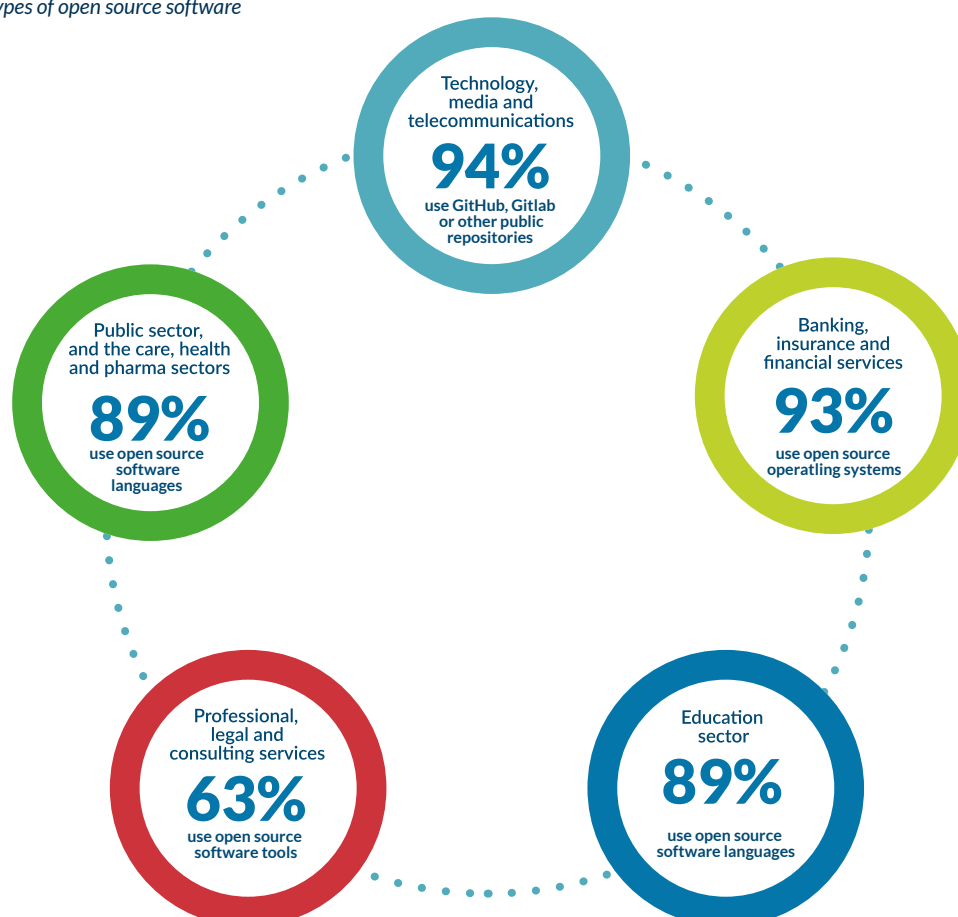 ypes of open source software
Technology,
media and
telecommunications
94%
use GitHub, Gitlab
or other public
repositories
Public sector,
and the care, health
and pharma sectors
89%
use open source
software
languages
Banking,
insurance and
financial services
93%
use open source
operatling systems
Professional,
legal and
consulting services
63%
use open source
software tools
Education
sector
89%
use open source
software languages